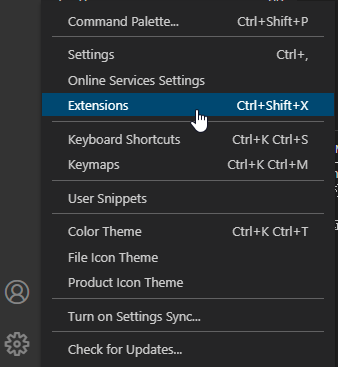 Command Palette... Ctrl+Shift+P
Settings Ctrl+,
Online Services Settings
Extensions Ctrl+Shift+X
Keyboard Shortcuts Ctrl+K Ctrl+S
Keymaps Ctrl+K Ctrl+M
User Snippets
Color Theme Ctrl+K Ctrl+T
File Icon Theme
Product Icon Theme
Turn on Settings Sync...
Check for Updates...